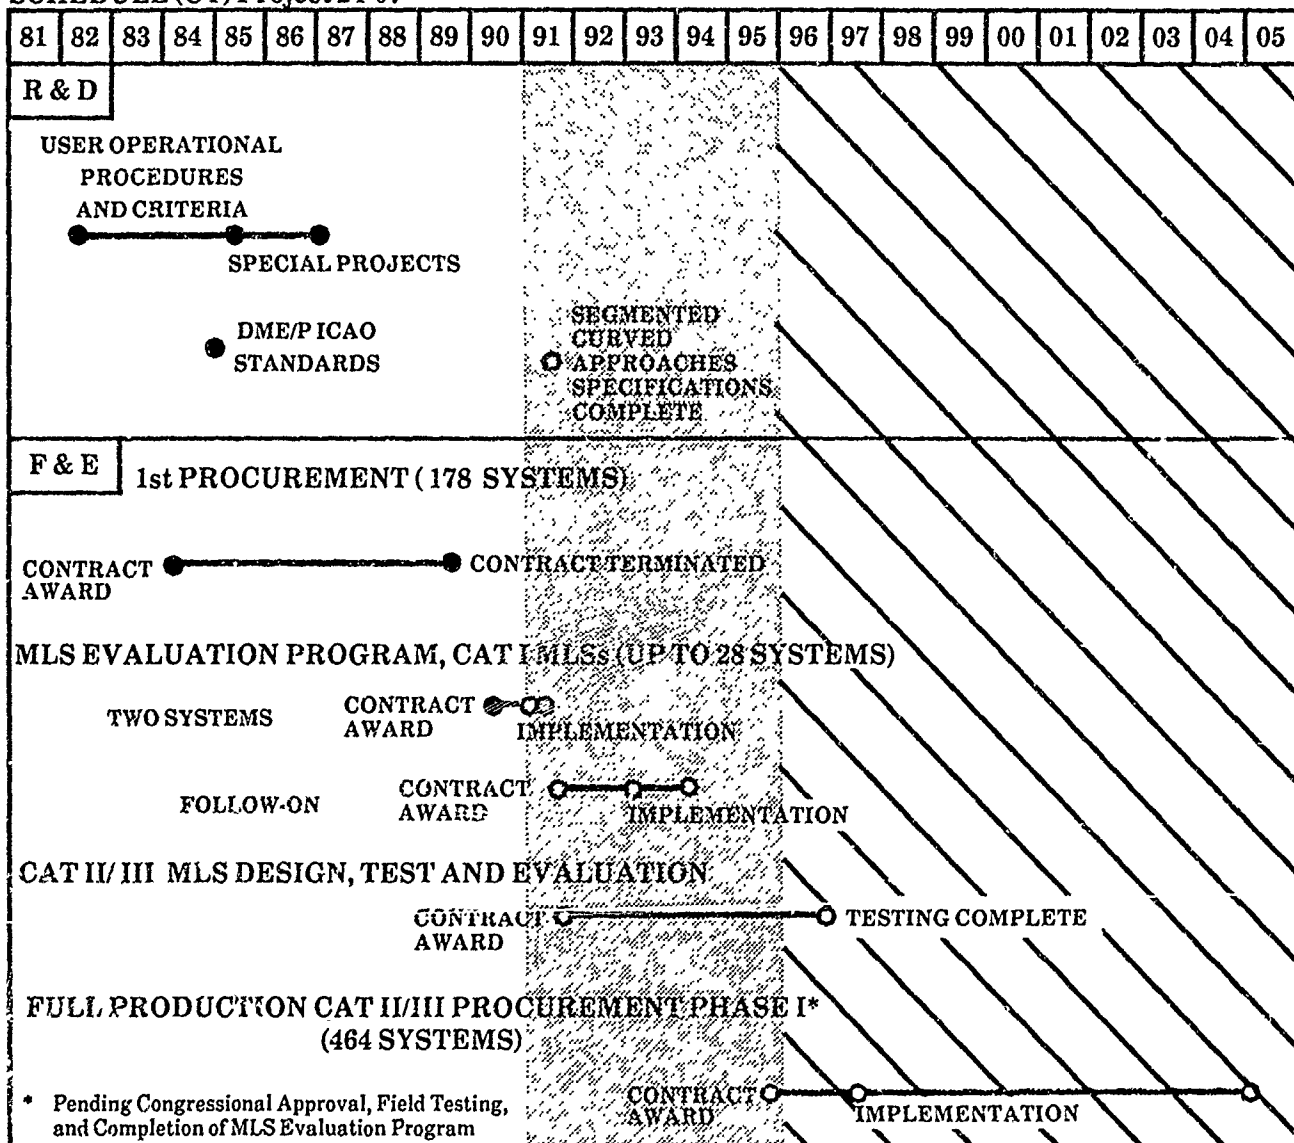 81 82 83 84 85 86 87 88 89 90 91 92 93 94 95 96 97 98 99 00 01 02 03 04 05
R & D
USER OPERATIONAL
PROCEDURES
AND CRITERIA
SPECIAL PROJECTS
DME/P ICAO
STANDARDS
SEGMENTED
CURVED
APPROACHES
SPECIFICATIONS
COMPLETE
F & E
1st PROCUREMENT ( 178 SYSTEMS)
CONTRACT
AWARD
CONTRACT TERMINATED
MLS EVALUATION PROGRAM, CAT I MLSs (UP TO 28 SYSTEMS)
TWO SYSTEMS
CONTRACT
AWARD
IMPLEMENTATION
FOLLOW-ON
CONTRACT
AWARD
IMPLEMENTATION
CAT II/ III MLS DESIGN, TEST AND EVALUATION
CONTRACT
AWARD
TESTING COMPLETE
FULL PRODUCTION CAT II/III PROCUREMENT PHASE I*
(464 SYSTEMS)
CONTRACT
AWARD
IMPLEMENTATION
* Pending Congressional Approval, Field Testing,
and Completion of MLS Evaluation Program